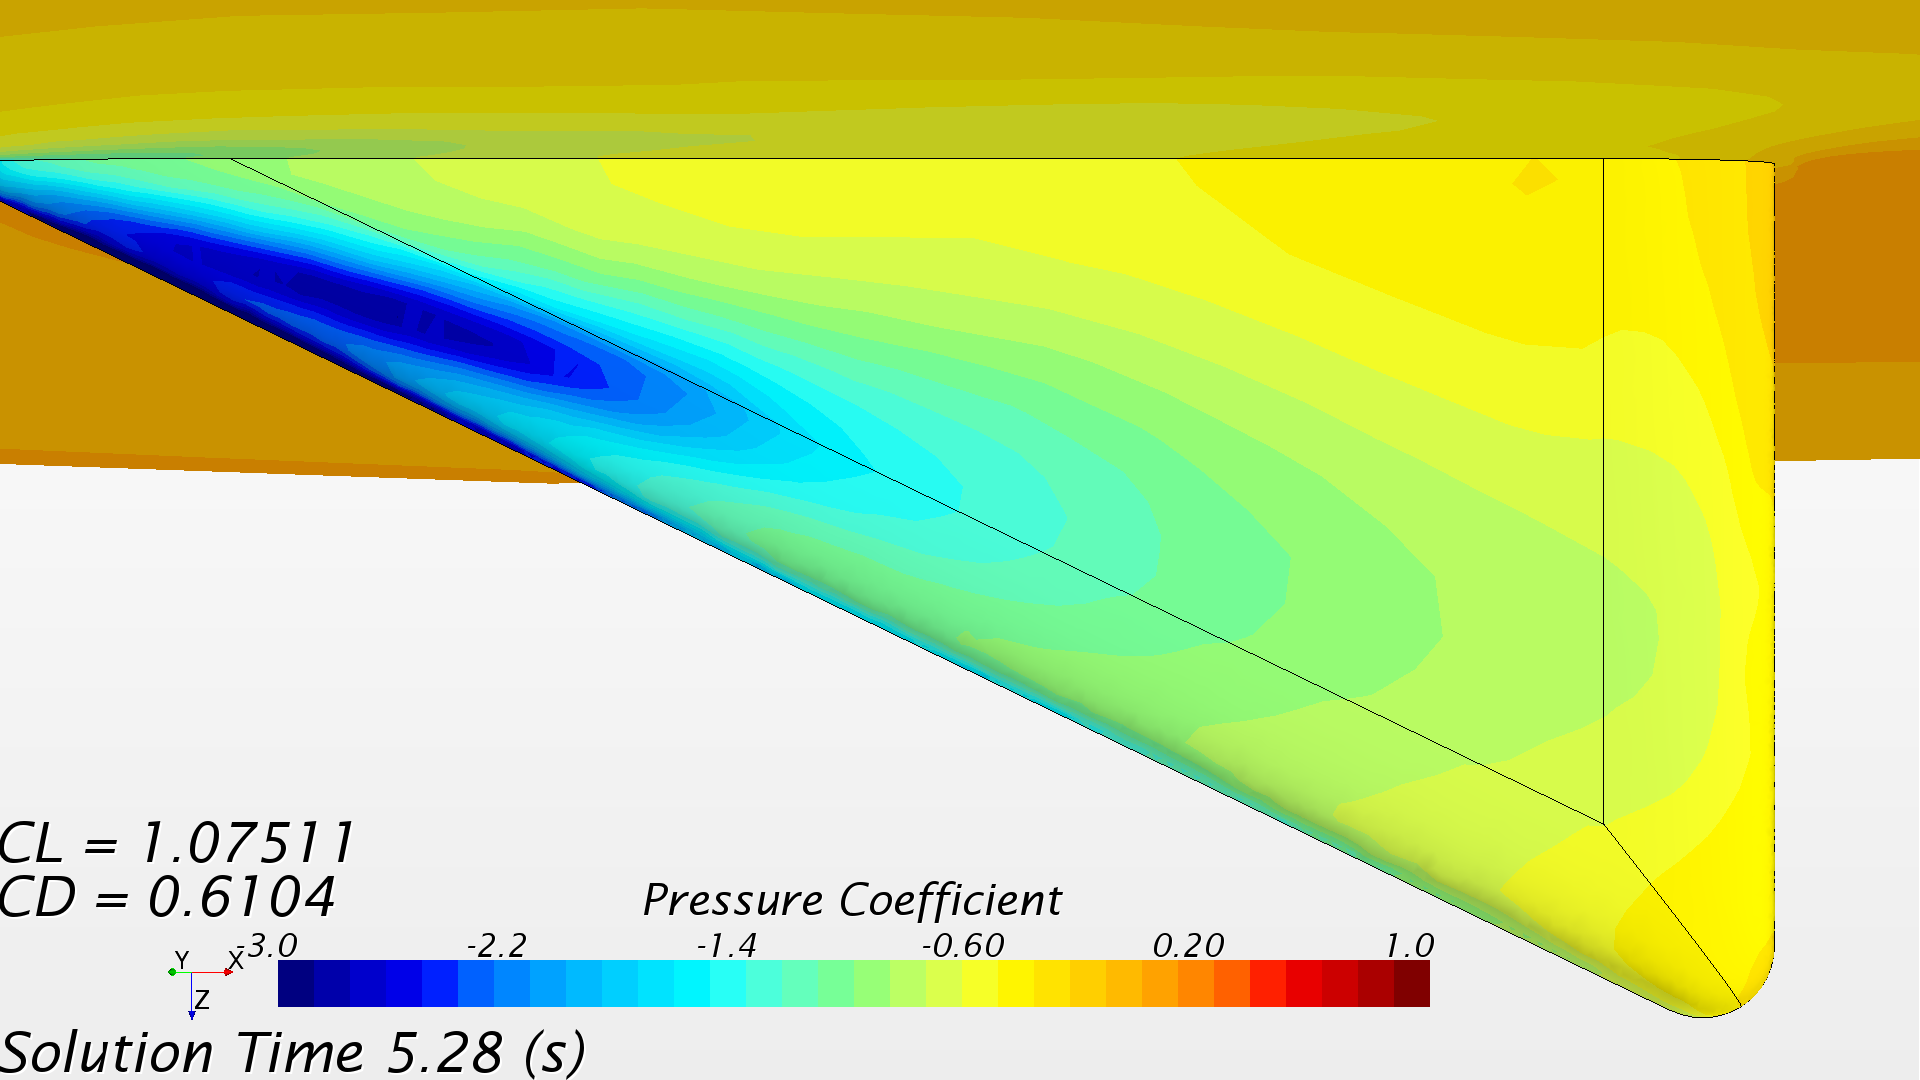 CL = 1.07511
CD = 0.6104
Pressure Coefficient
-3.0 -2.2 -1.4 -0.60 0.20 1.0
Y X
Z
Solution Time 5.28 (s)